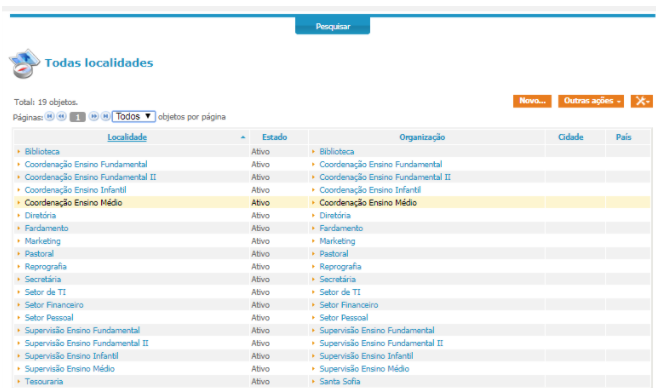 Pesquisar
Todas localidades
Total: 19 objetos.
Novo... Outras ações
Páginas: 1 Todos objetos por página
Localidade Estado Organização Cidade País
Biblioteca Ativo Biblioteca
Coordenação Ensino Fundamental Ativo Coordenação Ensino Fundamental
Coordenação Ensino Fundamental II Ativo Coordenação Ensino Fundamental II
Coordenação Ensino Infantil Ativo Coordenação Ensino Infantil
Coordenação Ensino Médio Ativo Coordenação Ensino Médio
Diretória Ativo Diretória
Fardamento Ativo Fardamento
Marketing Ativo Marketing
Pastoral Ativo Pastoral
Reprografia Ativo Reprografia
Secretária Ativo Secretária
Setor de TI Ativo Setor de TI
Setor Financeiro Ativo Setor Financeiro
Setor Pessoal Ativo Setor Pessoal
Supervisão Ensino Fundamental Ativo Supervisão Ensino Fundamental
Supervisão Ensino Fundamental II Ativo Supervisão Ensino Fundamental II
Supervisão Ensino Infantil Ativo Supervisão Ensino Infantil
Supervisão Ensino Médio Ativo Supervisão Ensino Médio
Tesouraria Ativo Santa Sofia